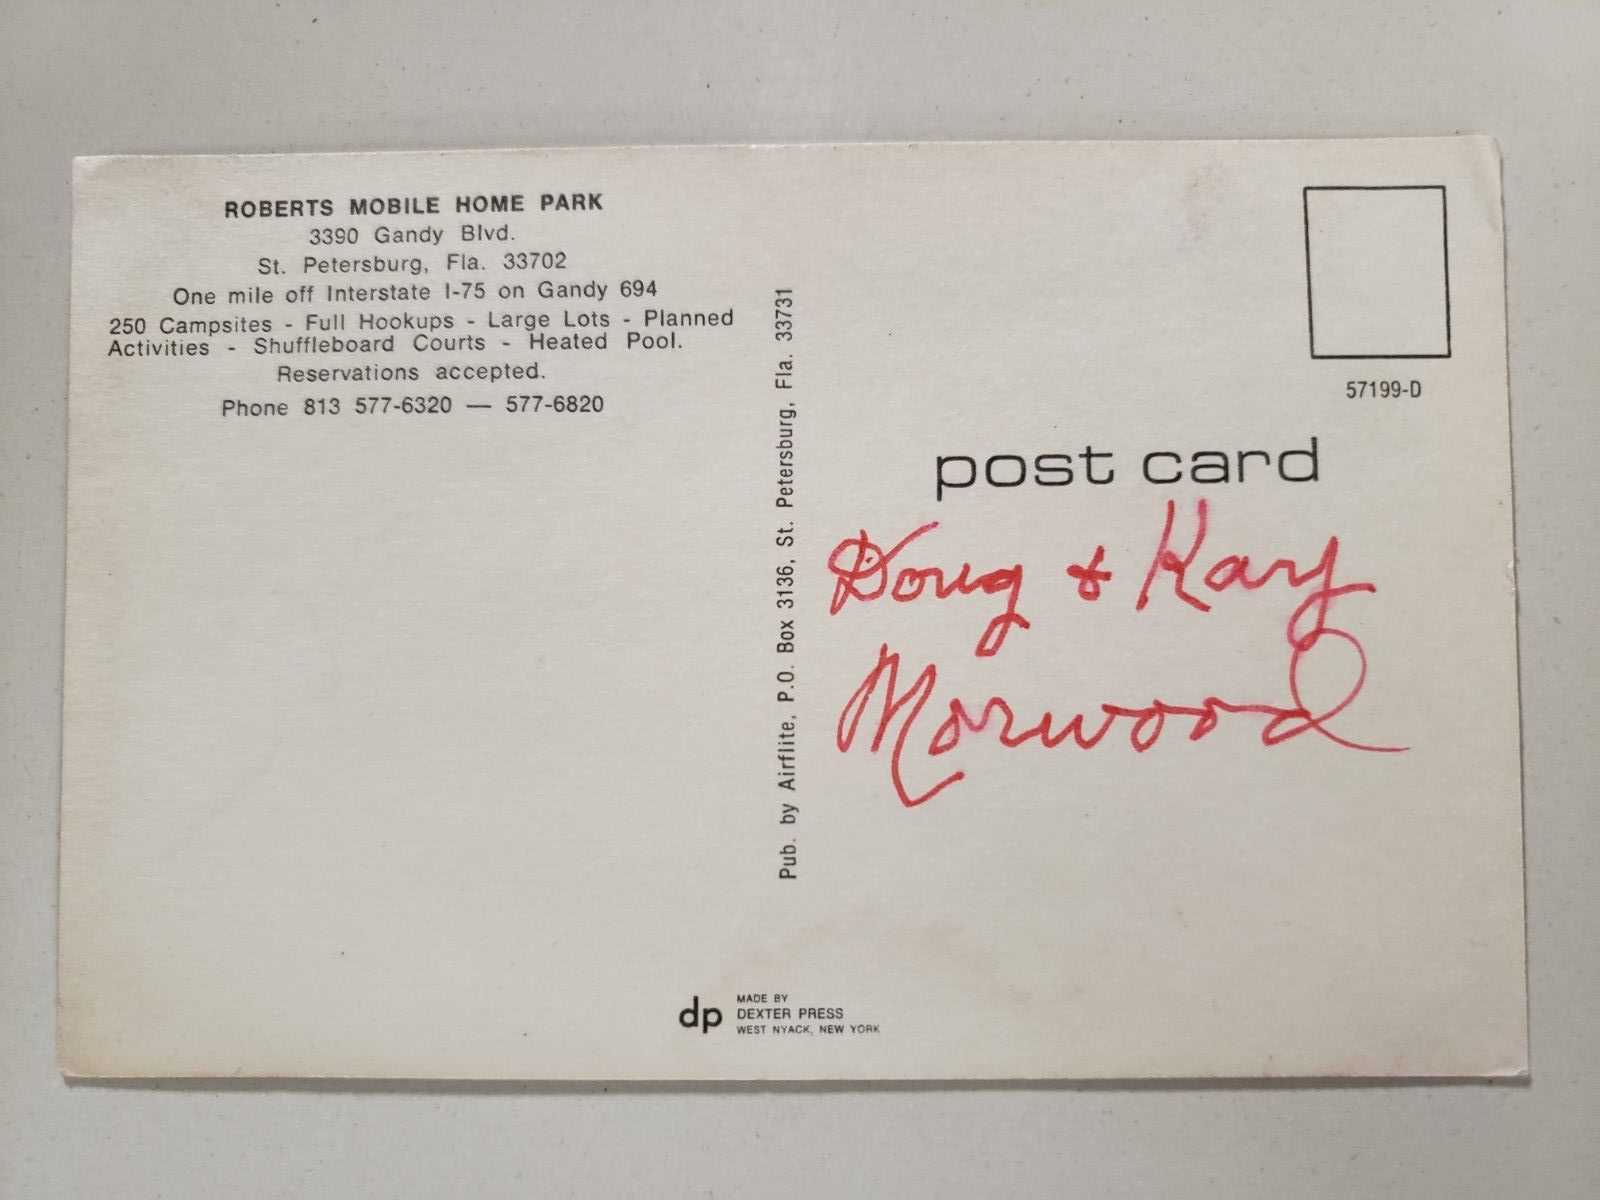 ROBERTS MOBILE HOME PARK
3390 Gandy Blvd.
St. Petersburg, Fla. 33702
One mile off Interstate I-75 on Gandy 694
250 Campsites - Full Hookups - Large Lots - Planned
Activities - Shuffleboard Courts - Heated Pool.
Reservations accepted.
Phone 813 577-6320 — 577-6820
Pub. by Airflite, P.O. Box 3136, St. Petersburg, Fla. 33731
57199-D
post card
Doug & Kay
Morwood
dp
MADE BY
DEXTER PRESS
WEST NYACK, NEW YORK